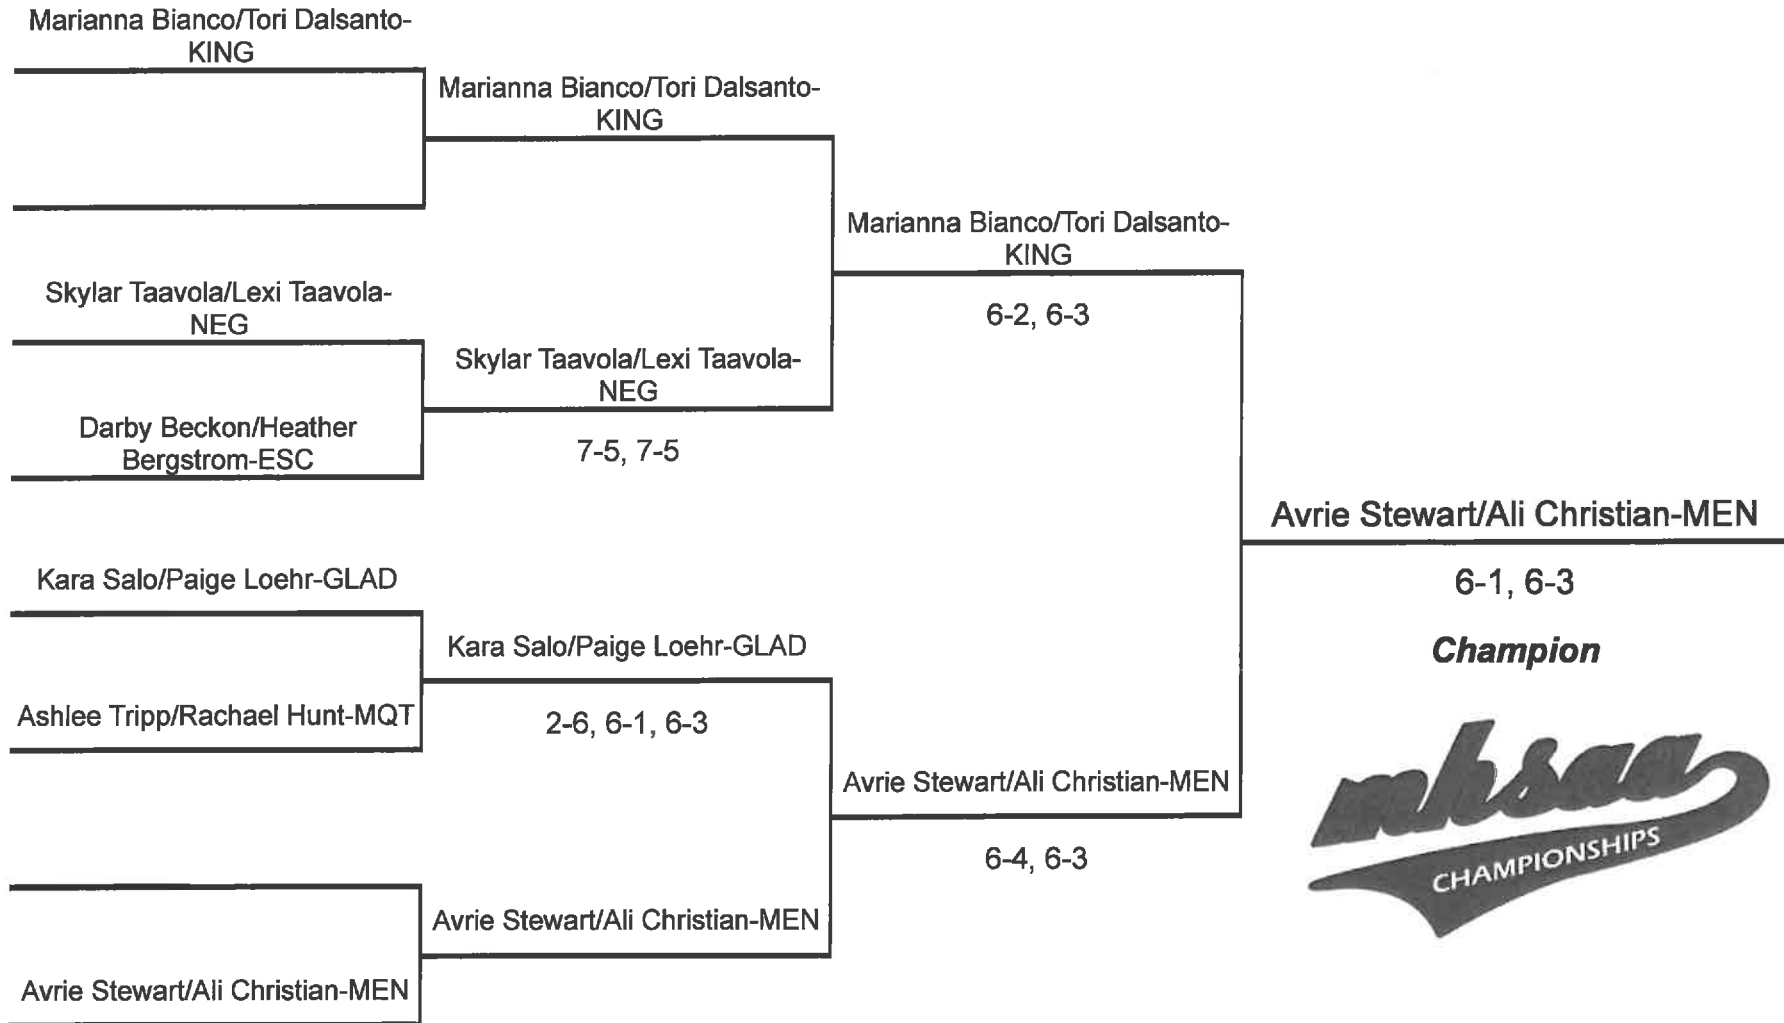 Marianna Bianco/Tori Dalsanto-
KING
Marianna Bianco/Tori Dalsanto-
KING
Marianna Bianco/Tori Dalsanto-
KING
6-2, 6-3
Skylar Taavola/Lexi Taavola-
NEG
Skylar Taavola/Lexi Taavola-
NEG
7-5, 7-5
Darby Beckon/Heather
Bergstrom-ESC
Avrie Stewart/Ali Christian-MEN
6-1, 6-3
Champion
Kara Salo/Paige Loehr-GLAD
Kara Salo/Paige Loehr-GLAD
2-6, 6-1, 6-3
Ashlee Tripp/Rachael Hunt-MQT
Avrie Stewart/Ali Christian-MEN
6-4, 6-3
Avrie Stewart/Ali Christian-MEN
Avrie Stewart/Ali Christian-MEN
mhsaa
CHAMPIONSHIPS